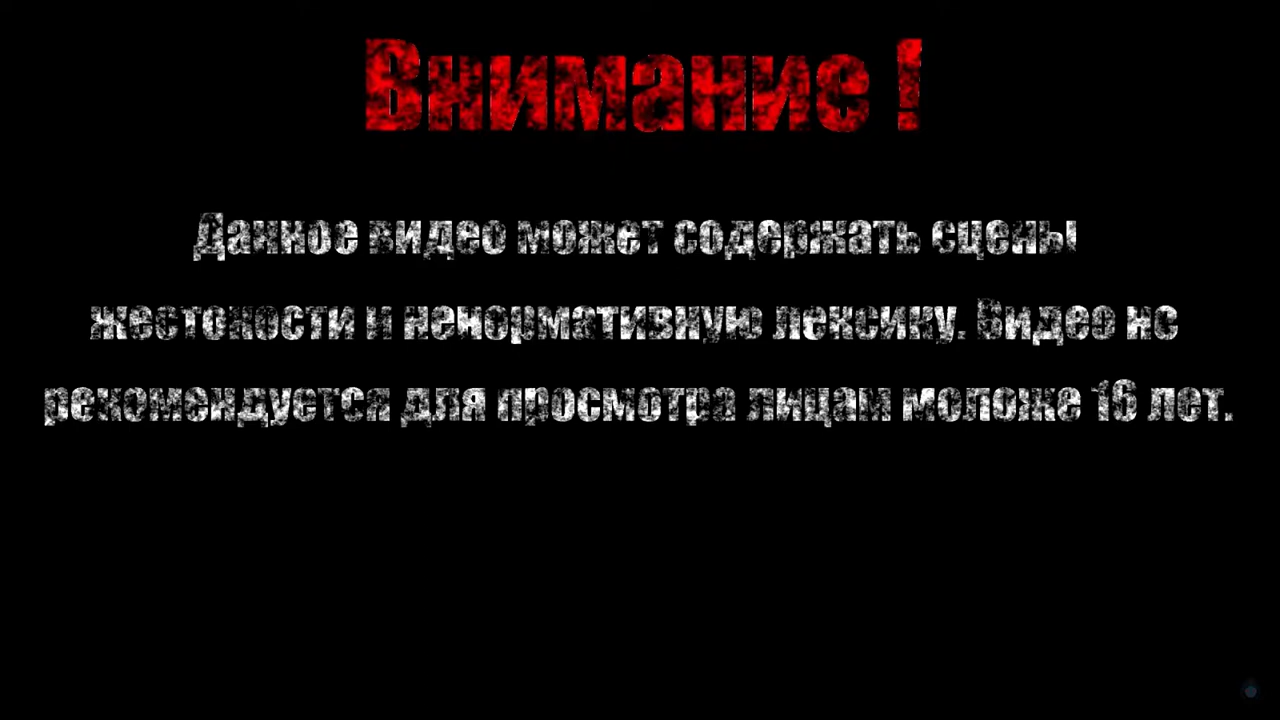 Внимание !
Данное видео может содержать сцены
жестокости и ненормативную лексику. Видео не
рекомендуется для просмотра лицам моложе 16 лет.